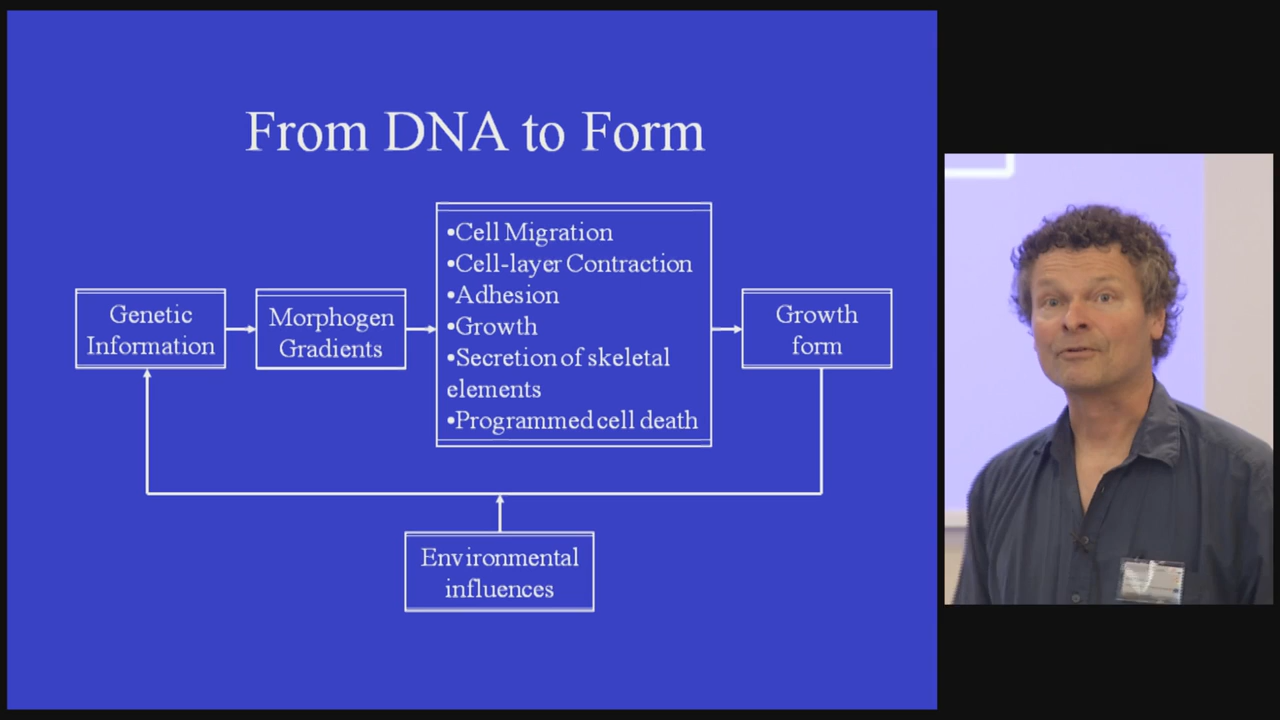 From DNA to Form
Genetic
Information
Morphogen
Gradients
•Cell Migration
•Cell-layer Contraction
•Adhesion
•Growth
•Secretion of skeletal
elements
•Programmed cell death
Growth
form
Environmental
influences